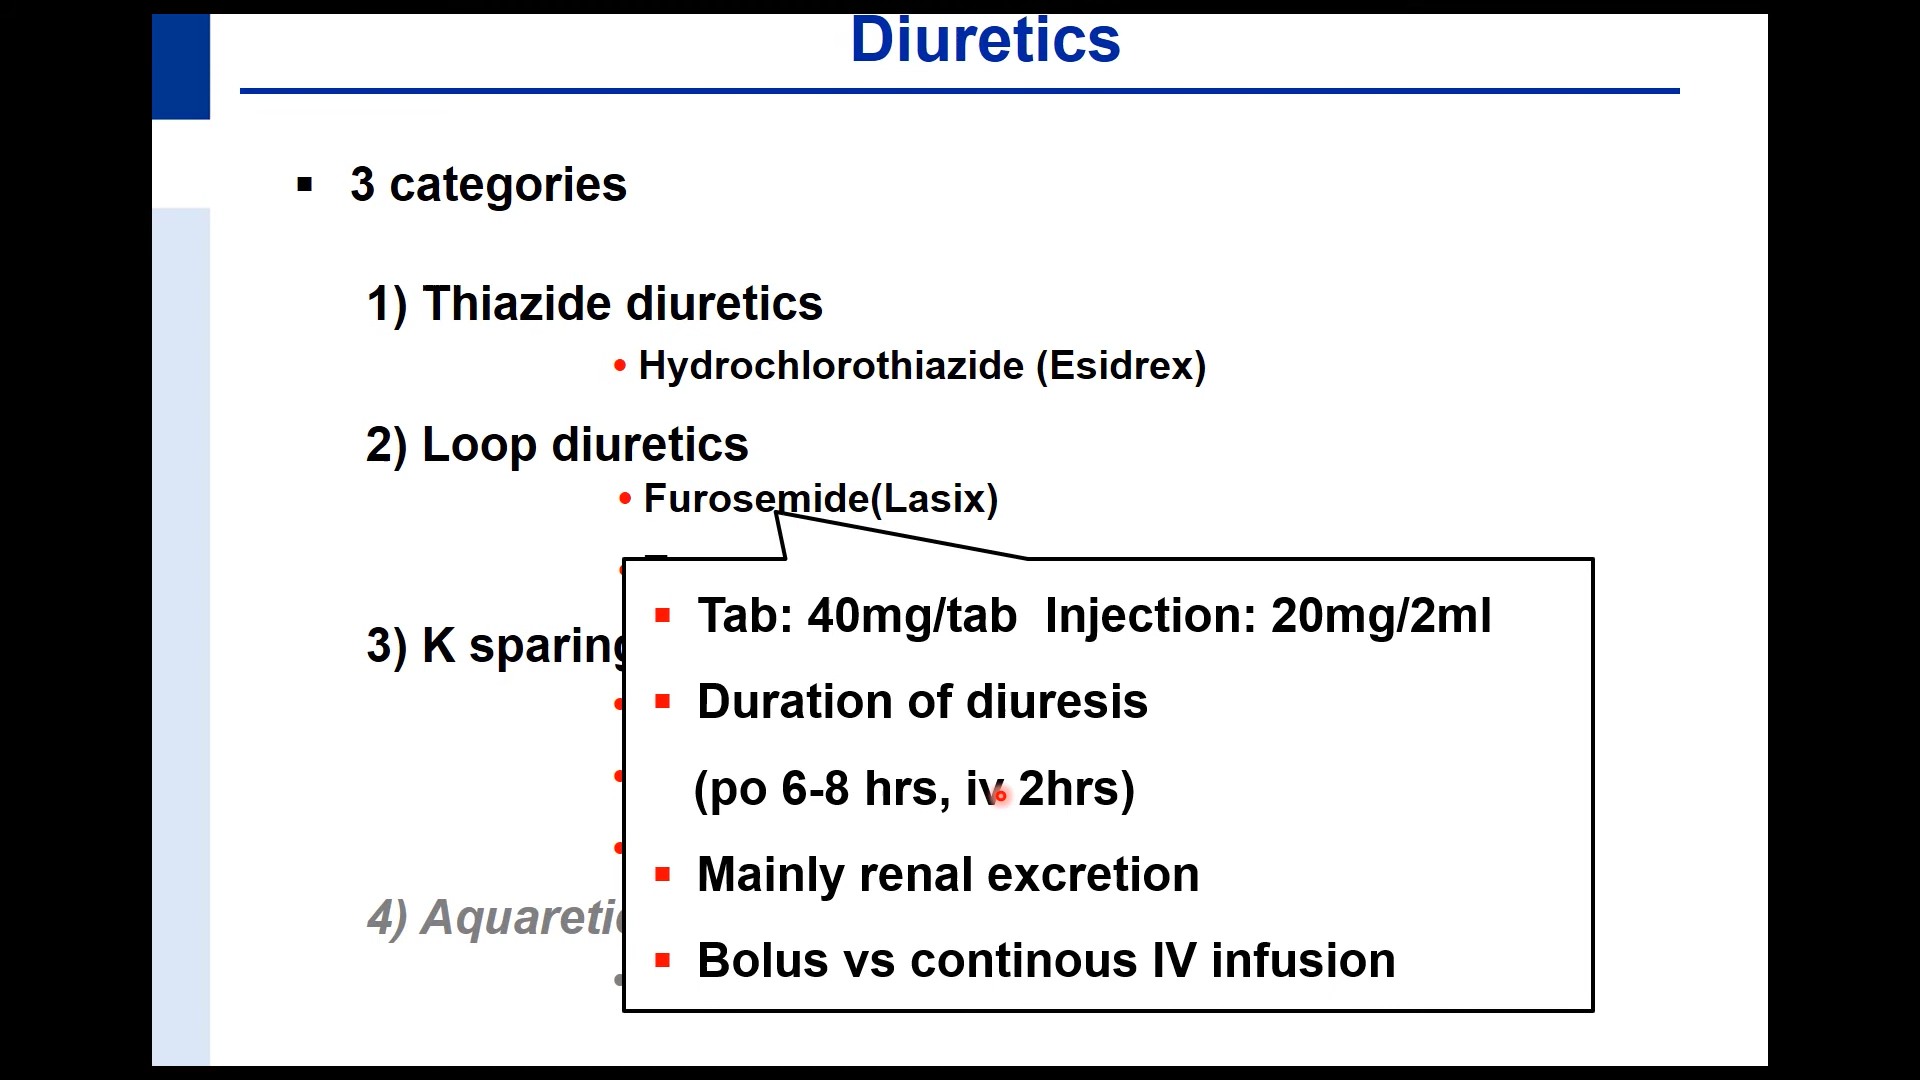 Diuretics
▪ 3 categories
1) Thiazide diuretics
• Hydrochlorothiazide (Esidrex)
2) Loop diuretics
• Furosemide(Lasix)
3) K sparing
4) Aquaretic
▪ Tab: 40mg/tab  Injection: 20mg/2ml
▪ Duration of diuresis
(po 6-8 hrs, iv 2hrs)
▪ Mainly renal excretion
▪ Bolus vs continous IV infusion